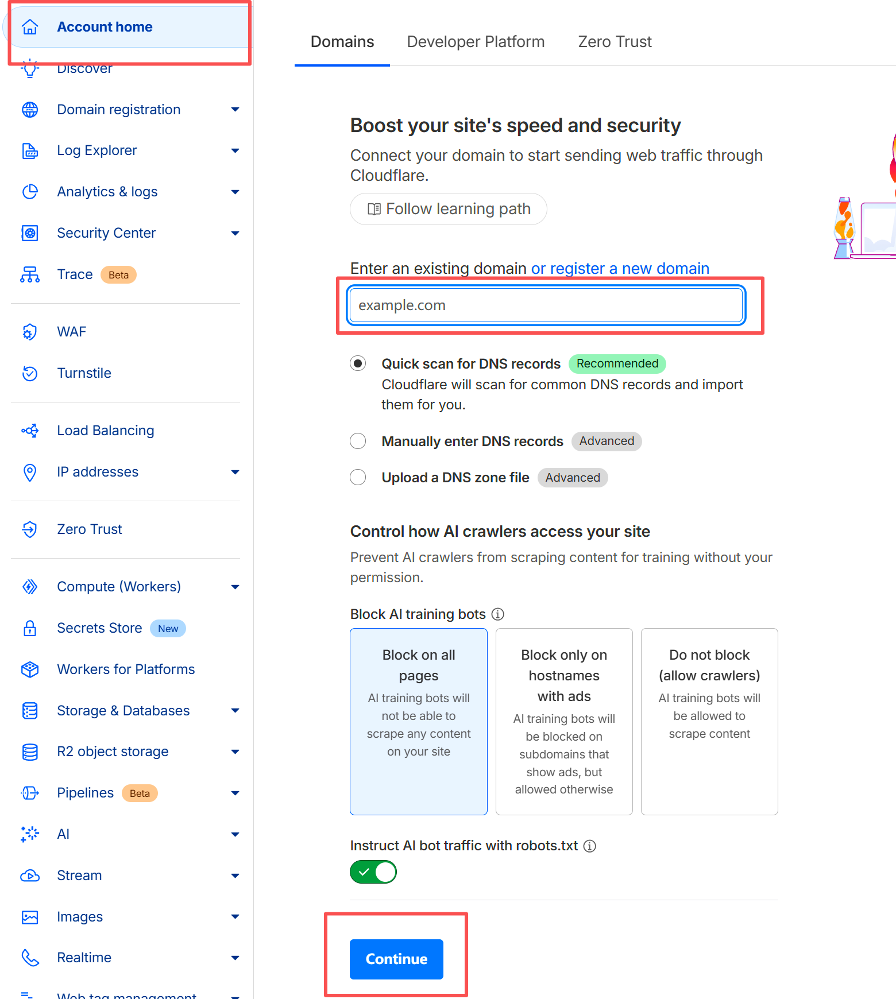 Account home
Discover
Domain registration
Log Explorer
Analytics & logs
Security Center
Trace Beta
WAF
Turnstile
Load Balancing
IP addresses
Zero Trust
Compute (Workers)
Secrets Store New
Workers for Platforms
Storage & Databases
R2 object storage
Pipelines Beta
AI
Stream
Images
Realtime
Web tag management
Domains Developer Platform Zero Trust
Boost your site's speed and security
Connect your domain to start sending web traffic through
Cloudflare.
Follow learning path
Enter an existing domain or register a new domain
example.com
Quick scan for DNS records Recommended
Cloudflare will scan for common DNS records and import
them for you.
Manually enter DNS records Advanced
Upload a DNS zone file Advanced
Control how AI crawlers access your site
Prevent AI crawlers from scraping content for training without your
permission.
Block AI training bots
Block on all
pages
AI training bots will
not be able to
scrape any content
on your site
Block only on
hostnames
with ads
AI training bots will
be blocked on
subdomains that
show ads, but
allowed otherwise
Do not block
(allow crawlers)
AI training bots will
be allowed to
scrape content
Instruct AI bot traffic with robots.txt
Continue